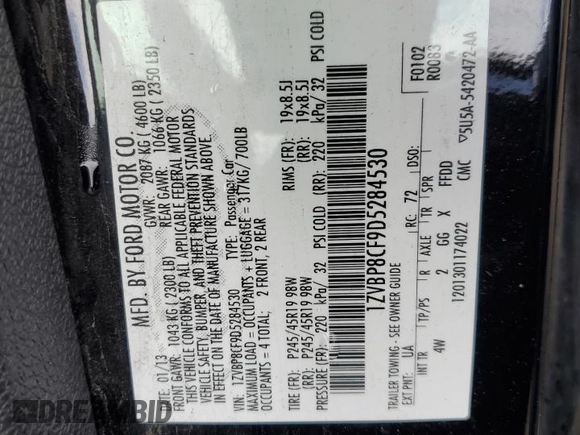 MFD. BY FORD MOTOR CO.
DATE: 01/13 GVWR: 2087 KG ( 4600 LB)
FRONT GAWR: 1043 KG ( 2300 LB) REAR GAWR: 1066 KG ( 2350 LB)
THIS VEHICLE CONFORMS TO ALL APPLICABLE FEDERAL MOTOR
VEHICLE SAFETY, BUMPER, AND THEFT PREVENTION STANDARDS
IN EFFECT ON THE DATE OF MANUFACTURE SHOWN ABOVE.
VIN: 1ZVBP8CF9D5284530 TYPE: Passenger Car
MAXIMUM LOAD = OCCUPANTS + LUGGAGE = 317KG/ 700LB
OCCUPANTS = 4 TOTAL: 2 FRONT, 2 REAR
TIRE (FR): P245/45R19 98W RIMS (FR): 19x8.5J
(RR): P245/45R19 98W (RR): 19x8.5J
PRESSURE (FR): 220 kPa/ 32 PSI COLD (RR): 220 kPa/ 32 PSI COLD
1ZVBP8CF9D5284530
F0102
R0083
TRAILER TOWING - SEE OWNER GUIDE
EXT PNT: UA RC: 72 DSO:
INT TR TP/PS R AXLE TR SPR
4W 2 GG X FFDD
1201301174022 CMC
5U5A-5420472-AA
DREAMBID